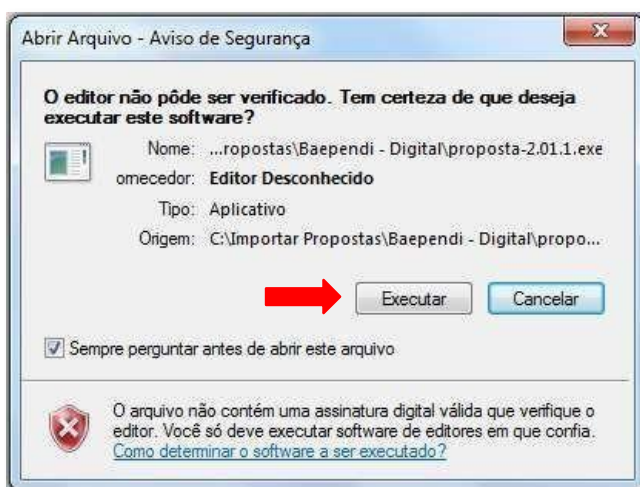 Abrir Arquivo - Aviso de Segurança
O editor não pôde ser verificado. Tem certeza de que deseja
executar este software?
Nome: ...ropostas\Baependi - Digital\proposta-2.01.1.exe
omecedor: Editor Desconhecido
Tipo: Aplicativo
Origem: C:\Importar Propostas\Baependi - Digital\propo...
Executar Cancelar
Sempre perguntar antes de abrir este arquivo
O arquivo não contém uma assinatura digital válida que verifique o
editor. Você só deve executar software de editores em que confia.
Como determinar o software a ser executado?